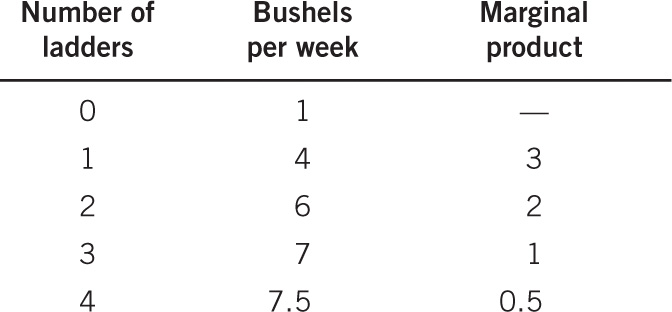 Number of Bushels Marginal
ladders per week product
0 1 —
1 4 3
2 6 2
3 7 1
4 7.5 0.5